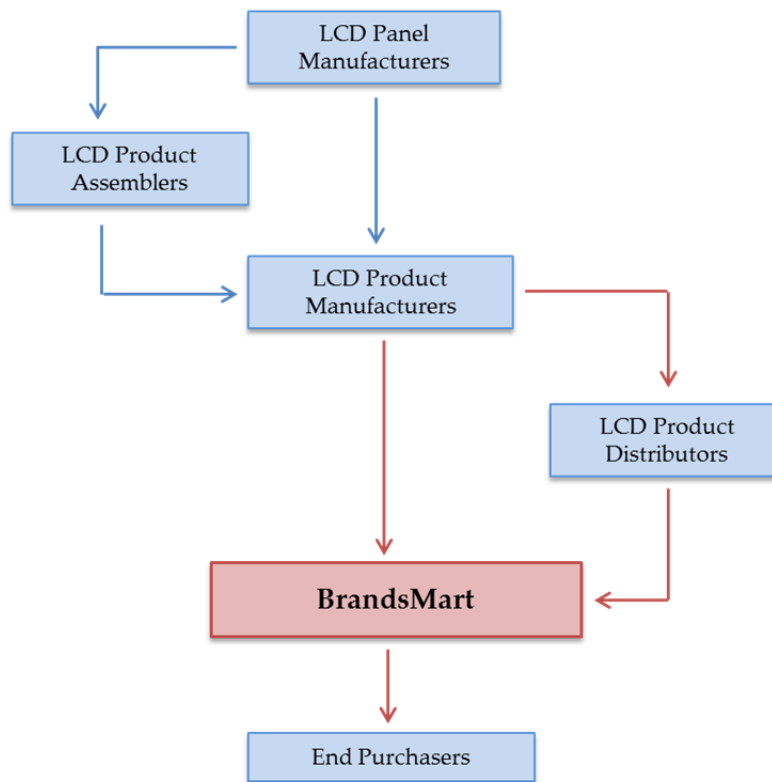 LCD Panel
Manufacturers
LCD Product
Assemblers
LCD Product
Manufacturers
LCD Product
Distributors
BrandsMart
End Purchasers